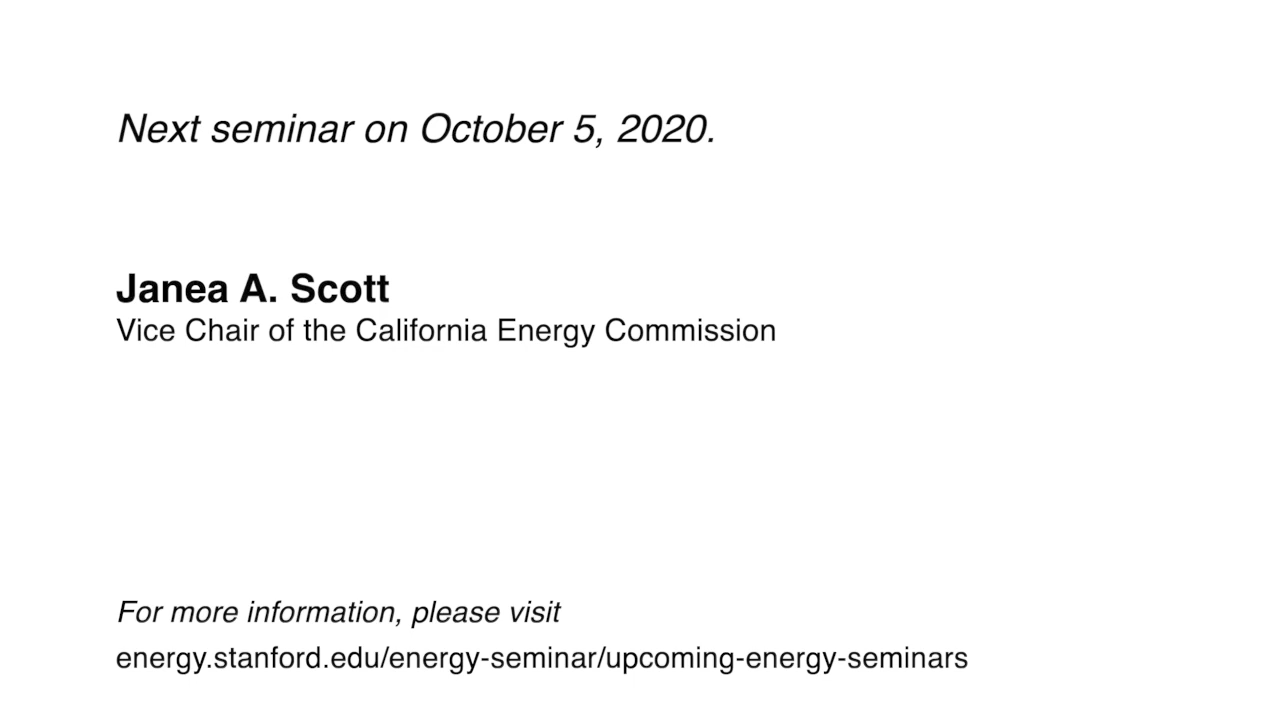 Next seminar on October 5, 2020.
Janea A. Scott
Vice Chair of the California Energy Commission
For more information, please visit
energy.stanford.edu/energy-seminar/upcoming-energy-seminars